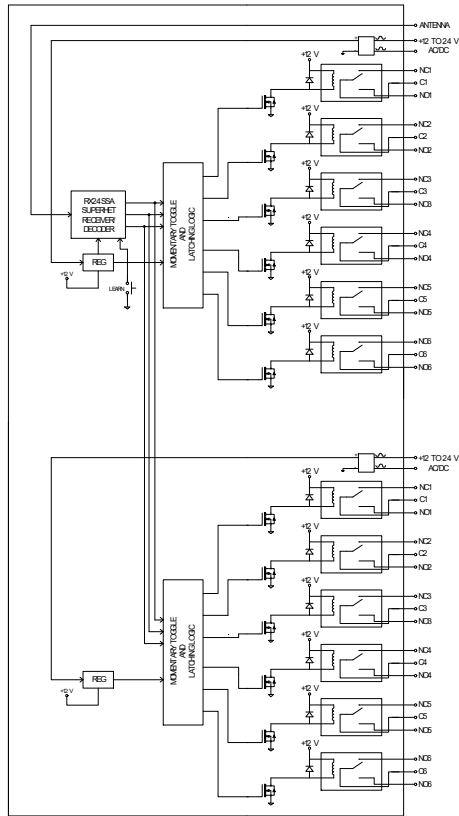 ANTENNA
+12 TO 24 V
AC/DC
+12 V
NC1
C1
NO1
+12 V
NC2
C2
NO2
+12 V
NC3
C3
NO3
RX24SSA
SUPERHET
RECEIVER/
DECODER
MOMENTARY TOGGLE
AND
LATCHING LOGIC
+12 V
NC4
C4
NO4
REG
+12 V
LEARN
+12 V
NC5
C5
NO5
+12 V
NC6
C6
NO6
+12 TO 24 V
AC/DC
+12 V
NC1
C1
NO1
+12 V
NC2
C2
NO2
+12 V
NC3
C3
NO3
MOMENTARY TOGGLE
AND
LATCHING LOGIC
+12 V
NC4
C4
NO4
REG
+12 V
+12 V
NC5
C5
NO5
+12 V
NC6
C6
NO6